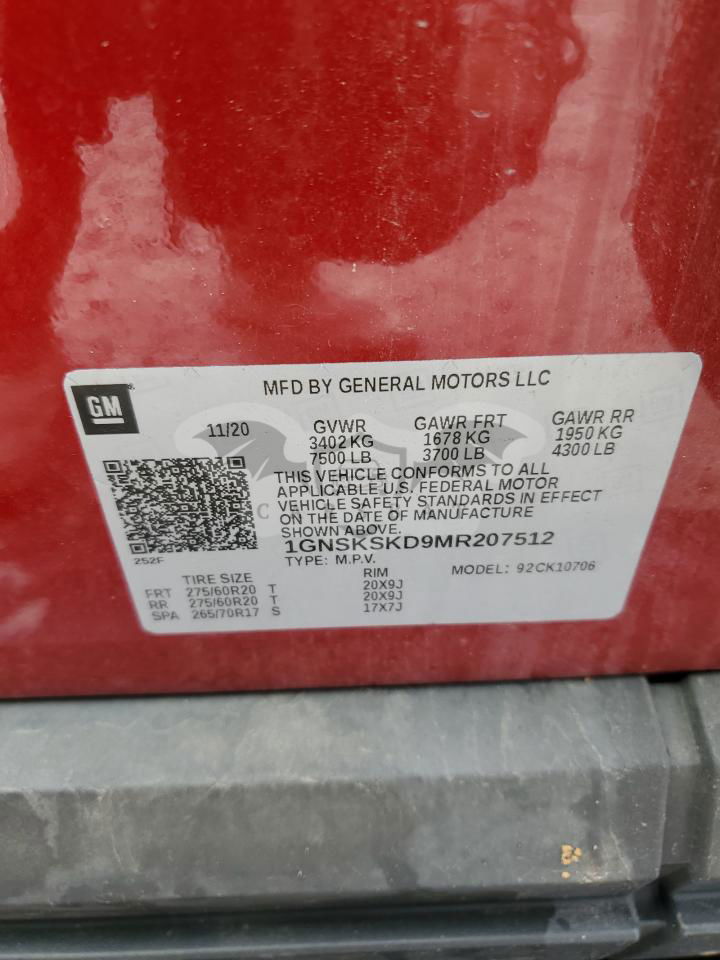 MFD BY GENERAL MOTORS LLC
GM
11/20 GVWR GAWR FRT GAWR RR
3402 KG 1678 KG 1950 KG
7500 LB 3700 LB 4300 LB
THIS VEHICLE CONFORMS TO ALL
APPLICABLE U.S. FEDERAL MOTOR
VEHICLE SAFETY STANDARDS IN EFFECT
ON THE DATE OF MANUFACTURE
SHOWN ABOVE.
1GNSKSKD9MR207512
252F
TYPE: M.P.V. MODEL: 92CK10706
TIRE SIZE RIM
FRT 275/60R20 T 20X9J
RR 275/60R20 T 20X9J
SPA 265/70R17 S 17X7J